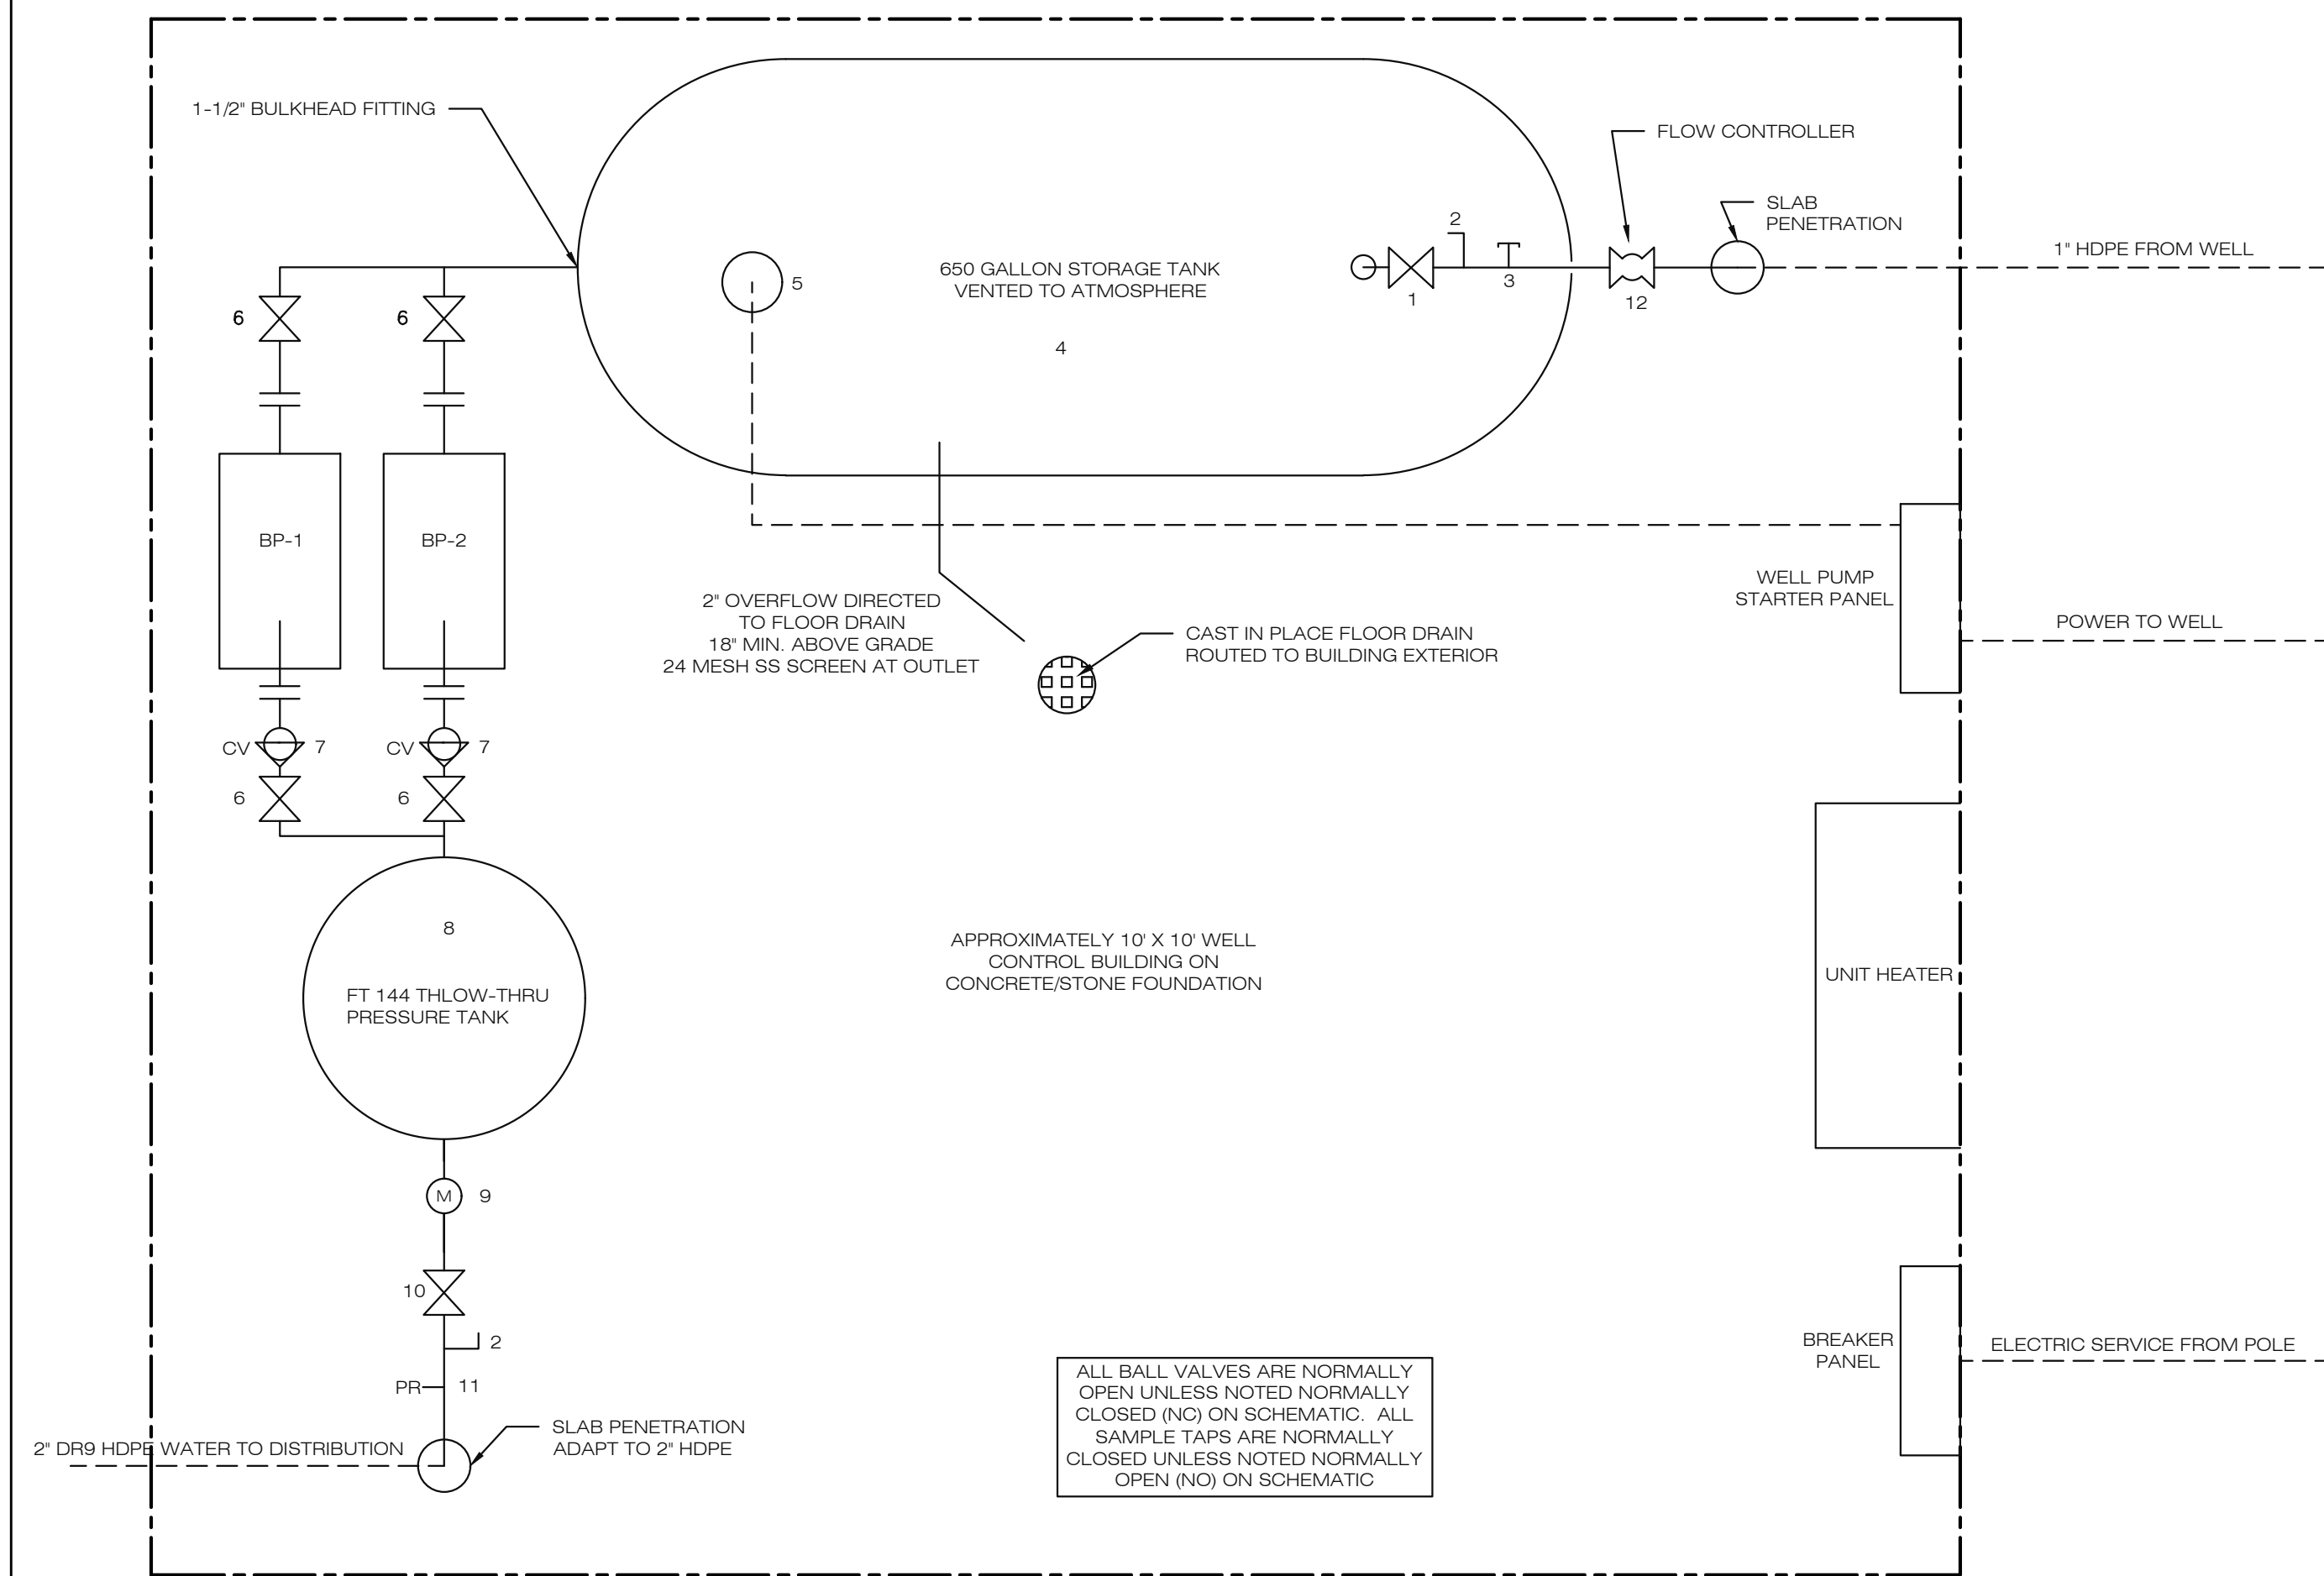 1-1/2" BULKHEAD FITTING
FLOW CONTROLLER
SLAB
PENETRATION
1" HDPE FROM WELL
2
650 GALLON STORAGE TANK
VENTED TO ATMOSPHERE
5
3
1
12
4
6
6
BP-1
BP-2
WELL PUMP
STARTER PANEL
2" OVERFLOW DIRECTED
TO FLOOR DRAIN
18" MIN. ABOVE GRADE
24 MESH SS SCREEN AT OUTLET
CAST IN PLACE FLOOR DRAIN
ROUTED TO BUILDING EXTERIOR
POWER TO WELL
CV
7
CV
7
6
6
8
FT 144 THLOW-THRU
PRESSURE TANK
APPROXIMATELY 10' X 10' WELL
CONTROL BUILDING ON
CONCRETE/STONE FOUNDATION
UNIT HEATER
M
9
10
2
PR
11
BREAKER
PANEL
ELECTRIC SERVICE FROM POLE
ALL BALL VALVES ARE NORMALLY
OPEN UNLESS NOTED NORMALLY
CLOSED (NC) ON SCHEMATIC. ALL
SAMPLE TAPS ARE NORMALLY
CLOSED UNLESS NOTED NORMALLY
OPEN (NO) ON SCHEMATIC
SLAB PENETRATION
ADAPT TO 2" HDPE
2" DR9 HDPE WATER TO DISTRIBUTION